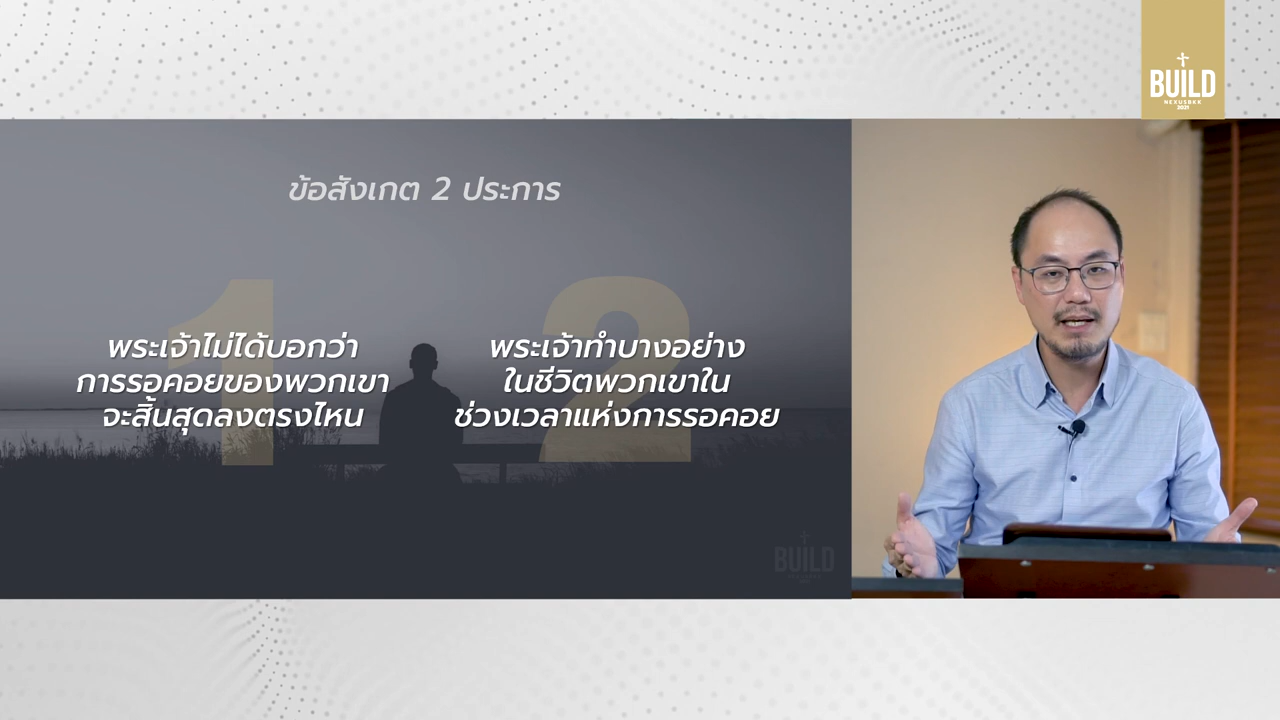 BUILD
NEXUSBKK
2021
ข้อสังเกต 2 ประการ
1
พระเจ้าไม่ได้บอกว่า
การรอคอยของพวกเขา
จะสิ้นสุดลงตรงไหน
2
พระเจ้าทำบางอย่าง
ในชีวิตพวกเขาใน
ช่วงเวลาแห่งการรอคอย
BUILD